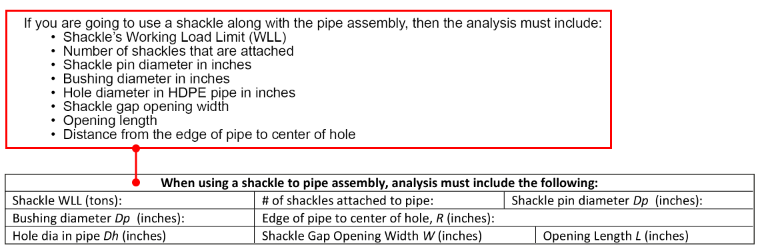 If you are going to use a shackle along with the pipe assembly, then the analysis must include:
• Shackle's Working Load Limit (WLL)
• Number of shackles that are attached
• Shackle pin diameter in inches
• Bushing diameter in inches
• Hole diameter in HDPE pipe in inches
• Shackle gap opening width
• Opening length
• Distance from the edge of pipe to center of hole
When using a shackle to pipe assembly, analysis must include the following:
Shackle WLL (tons): # of shackles attached to pipe: Shackle pin diameter Dp (inches):
Bushing diameter Dp (inches): Edge of pipe to center of hole, R (inches):
Hole dia in pipe Dh (inches) Shackle Gap Opening Width W (inches) Opening Length L (inches)